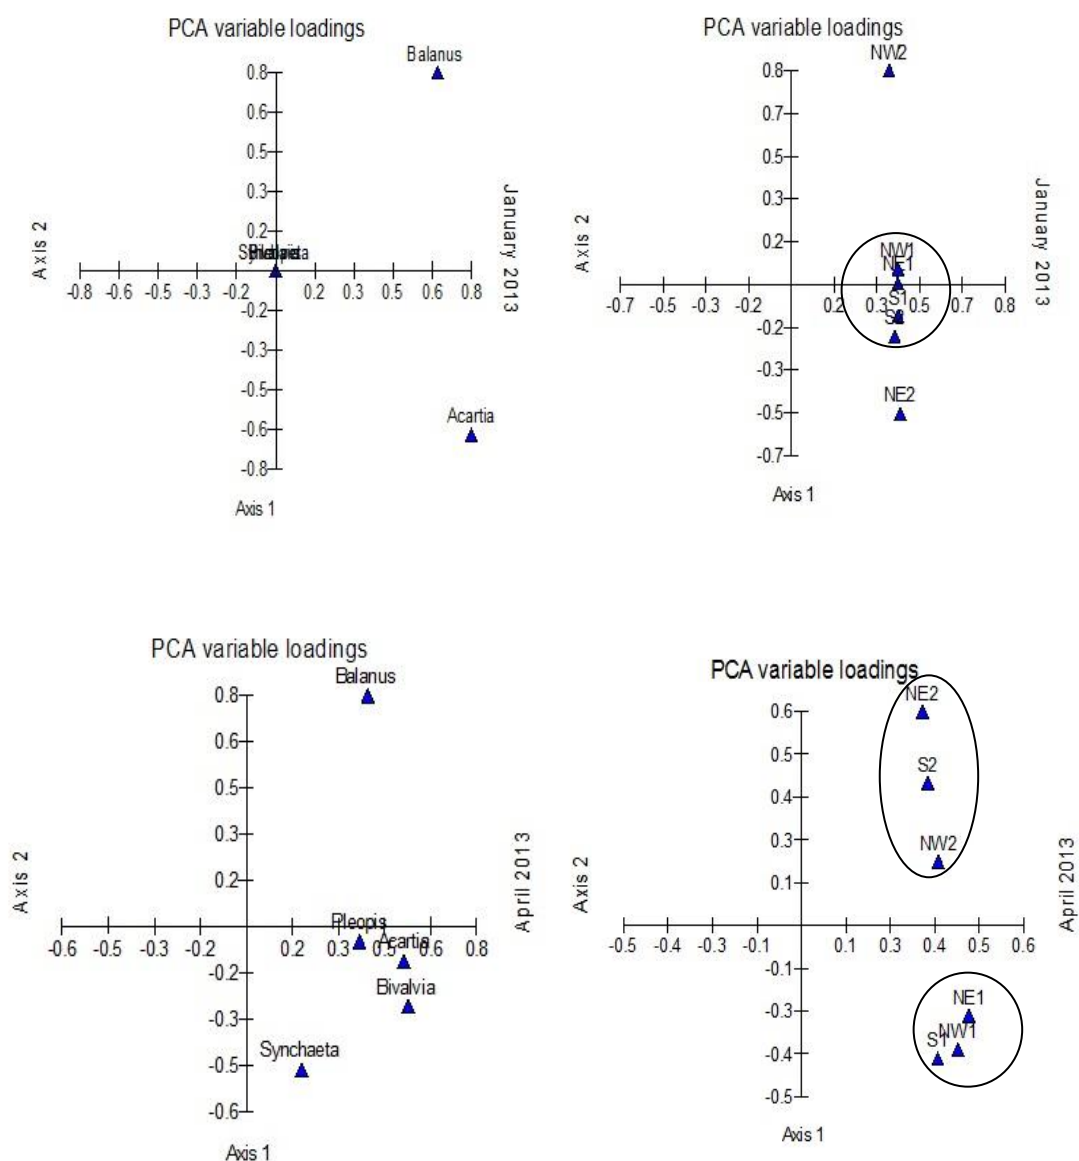 PCA variable loadings
Balanus
0.8
0.6
0.5
0.3
0.2
-0.8 -0.6 -0.5 -0.3 -0.2 0.2 0.3 0.5 0.6 0.8
-0.2
-0.3
-0.5
Acartia
-0.6
-0.8
Axis 2
January 2013
Axis 1
PCA variable loadings
NW2
0.8
0.7
0.5
0.3
0.2
NW1
NE1
-0.7 -0.5 -0.3 -0.2 0.2 0.3 0.5 0.7 0.8
S1
-0.2
-0.3
NE2
-0.5
-0.7
Axis 2
January 2013
Axis 1
PCA variable loadings
Balanus
0.8
0.6
0.5
0.3
0.2
Pleopis
-0.6 -0.5 -0.3 -0.2 0.2 0.3 0.5 0.6 0.8
Acartia
-0.2
Bivalvia
-0.3
Synchaeta
-0.5
-0.6
Axis 2
April 2013
Axis 1
PCA variable loadings
NE2
0.6
0.5
S2
0.4
0.3
NW2
0.1
-0.5 -0.4 -0.3 -0.1 0.1 0.3 0.4 0.5 0.6
-0.1
NE1
-0.3
NW1
S1
-0.4
-0.5
Axis 2
April 2013
Axis 1